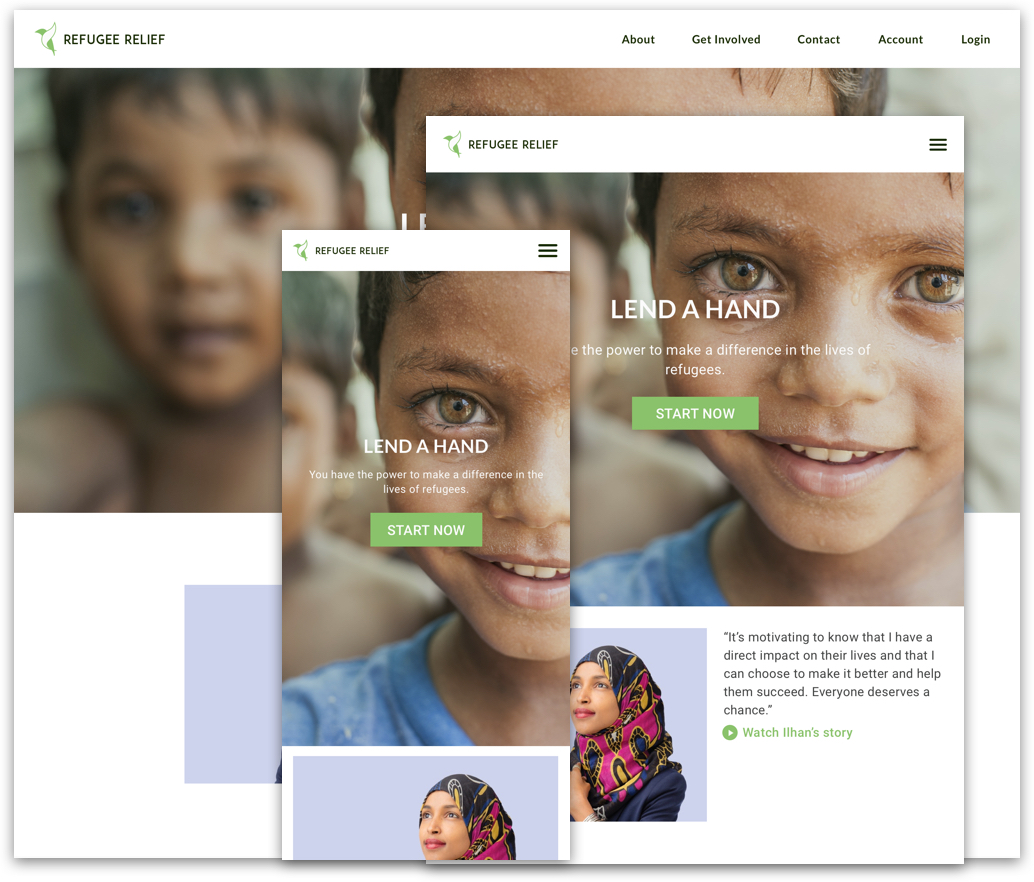 REFUGEE RELIEF
About
Get Involved
Contact
Account
Login
REFUGEE RELIEF
LEND A HAND
the power to make a difference in the lives of
refugees.
START NOW
“It’s motivating to know that I have a
direct impact on their lives and that I
can choose to make it better and help
them succeed. Everyone deserves a
chance.”
Watch Ilhan’s story
REFUGEE RELIEF
LEND A HAND
You have the power to make a difference in the
lives of refugees.
START NOW